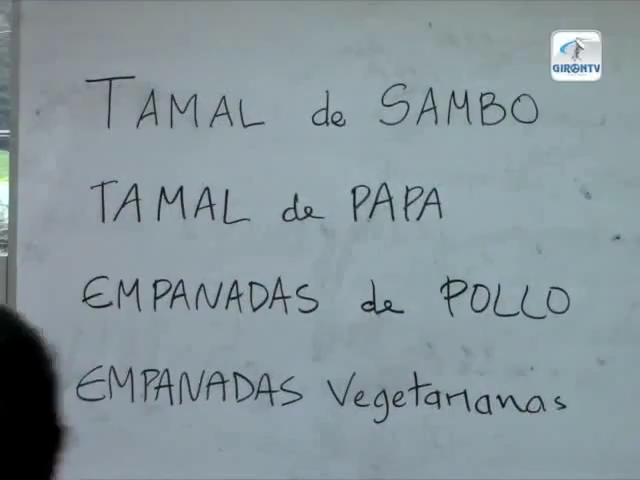 GIRONTV
TAMAL de SAMBO
TAMAL de PAPA
EMPANADAS de POLLO
EMPANADAS Vegetarianas